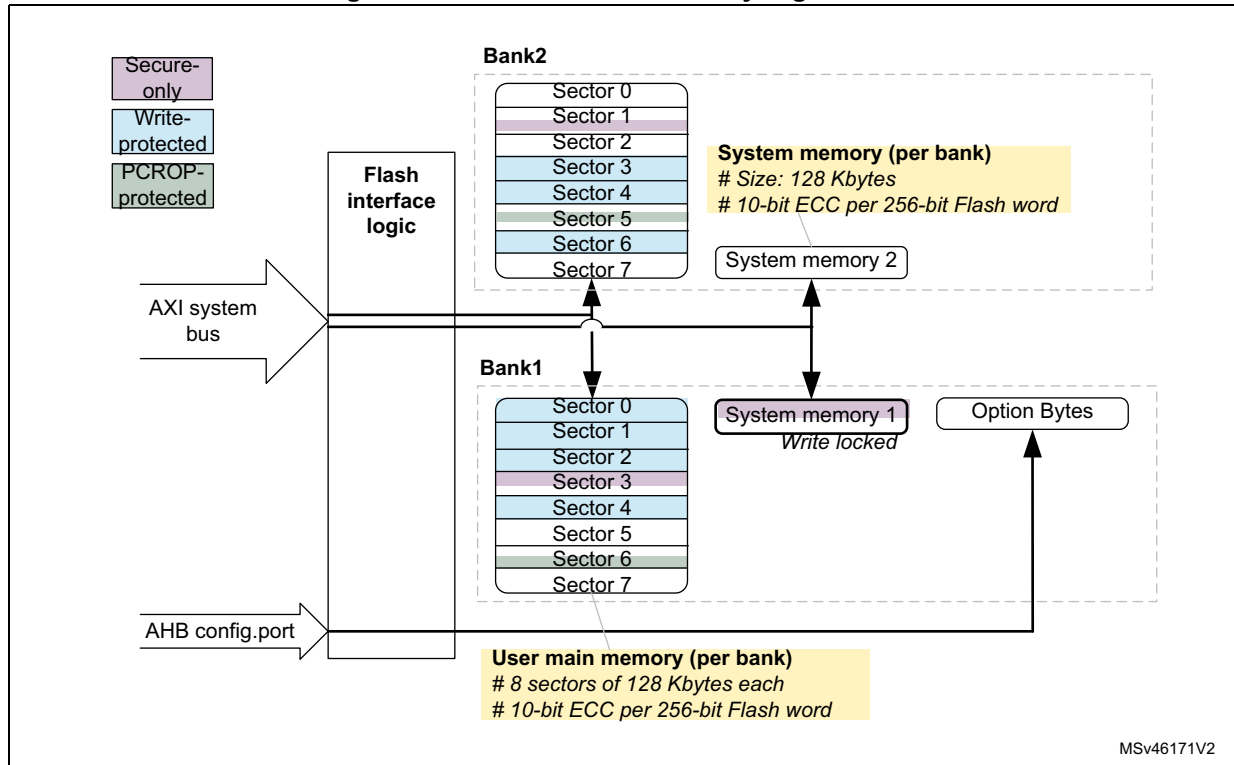 Bank2
Secure-
only
Write-
protected
PCROP-
protected
Flash
interface
logic
Sector 0
Sector 1
Sector 2
Sector 3
Sector 4
Sector 5
Sector 6
Sector 7
System memory (per bank)
# Size: 128 Kbytes
# 10-bit ECC per 256-bit Flash word
System memory 2
AXI system
bus
Bank1
Sector 0
Sector 1
Sector 2
Sector 3
Sector 4
Sector 5
Sector 6
Sector 7
System memory 1
Write locked
Option Bytes
AHB config.port
User main memory (per bank)
# 8 sectors of 128 Kbytes each
# 10-bit ECC per 256-bit Flash word
MSv46171V2